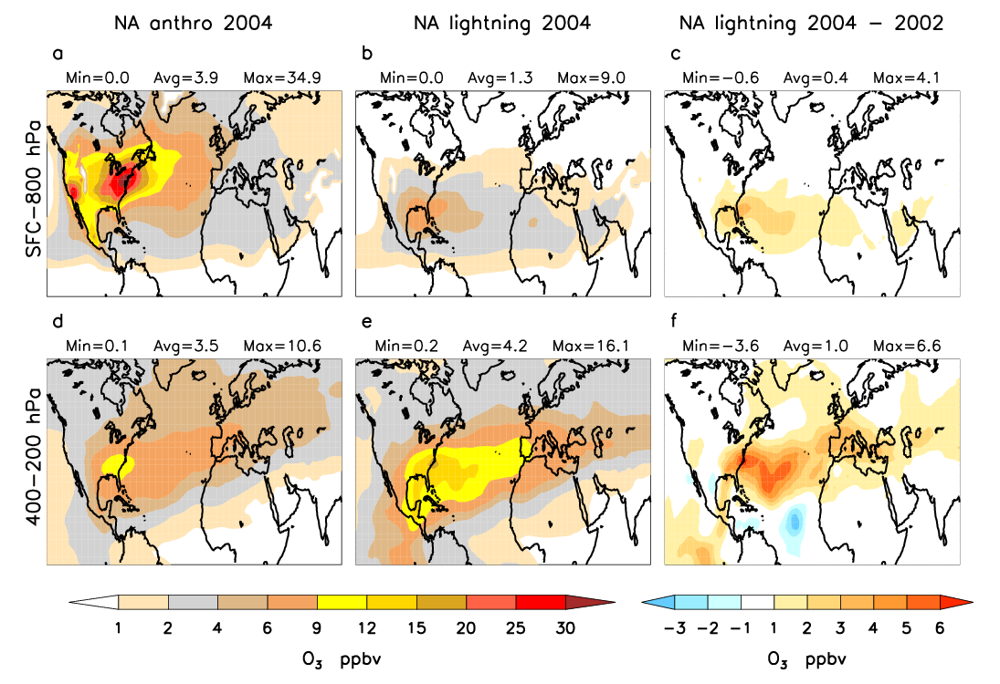 NA anthro 2004 NA lightning 2004 NA lightning 2004 − 2002
a b c
Min=0.0 Avg=3.9 Max=34.9 Min=0.0 Avg=1.3 Max=9.0 Min=−0.6 Avg=0.4 Max=4.1
SFC−800 hPa
d e f
Min=0.1 Avg=3.5 Max=10.6 Min=0.2 Avg=4.2 Max=16.1 Min=−3.6 Avg=1.0 Max=6.6
400−200 hPa
1 2 4 6 9 12 15 20 25 30 −3 −2 −1 1 2 3 4 5 6
O₃ ppbv O₃ ppbv